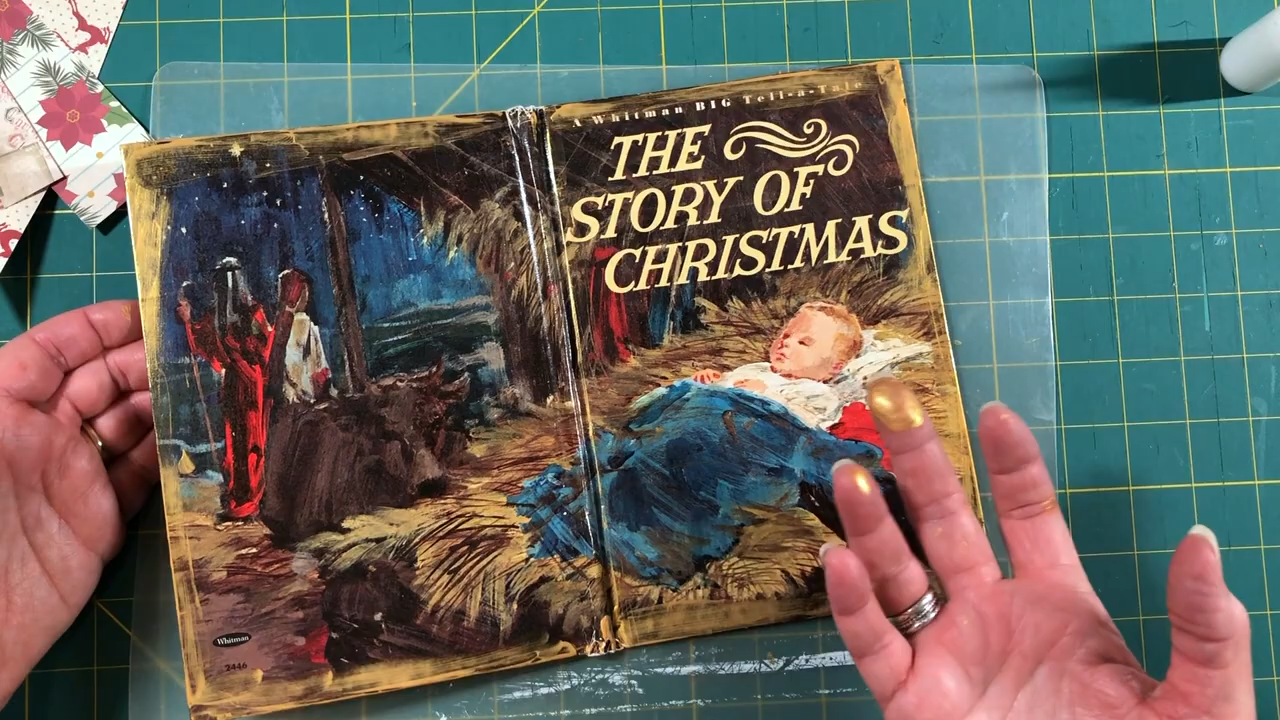 A Whitman BIG Tell-a-Tale
THE
STORY OF
CHRISTMAS
Whitman
2446